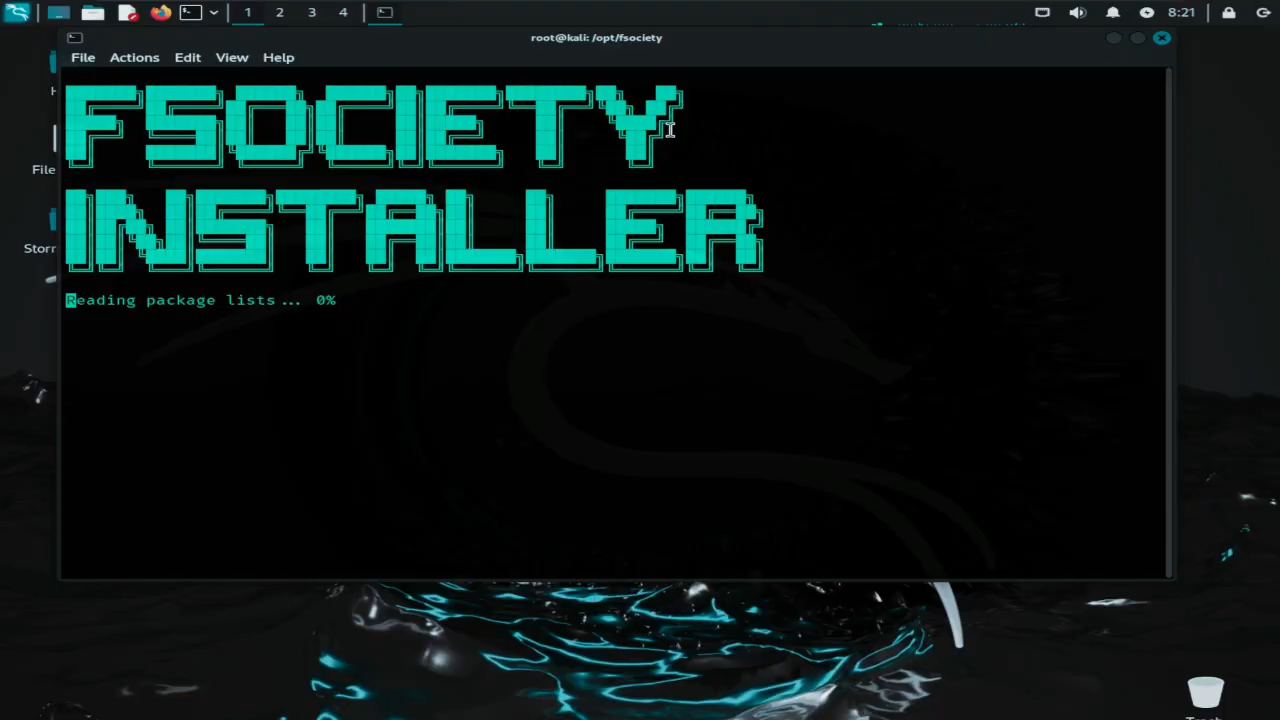 1 2 3 4 8:21
root@kali: /opt/fsociety
File Actions Edit View Help
FSOCIETY
INSTALLER
Reading package lists... 0%
File